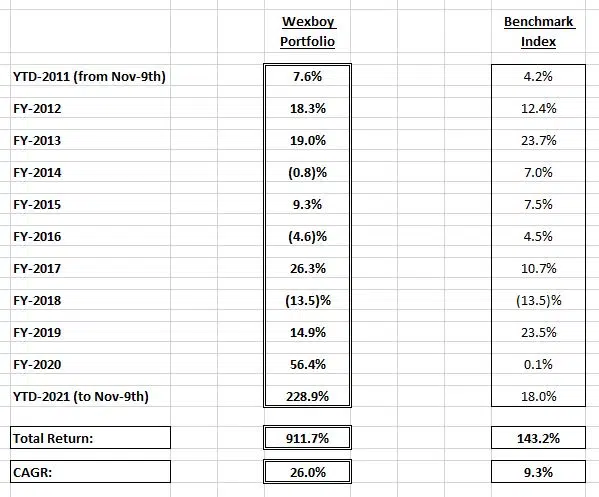 Wexboy Benchmark
Portfolio Index
YTD-2011 (from Nov-9th) 7.6% 4.2%
FY-2012 18.3% 12.4%
FY-2013 19.0% 23.7%
FY-2014 (0.8)% 7.0%
FY-2015 9.3% 7.5%
FY-2016 (4.6)% 4.5%
FY-2017 26.3% 10.7%
FY-2018 (13.5)% (13.5)%
FY-2019 14.9% 23.5%
FY-2020 56.4% 0.1%
YTD-2021 (to Nov-9th) 228.9% 18.0%
Total Return: 911.7% 143.2%
CAGR: 26.0% 9.3%